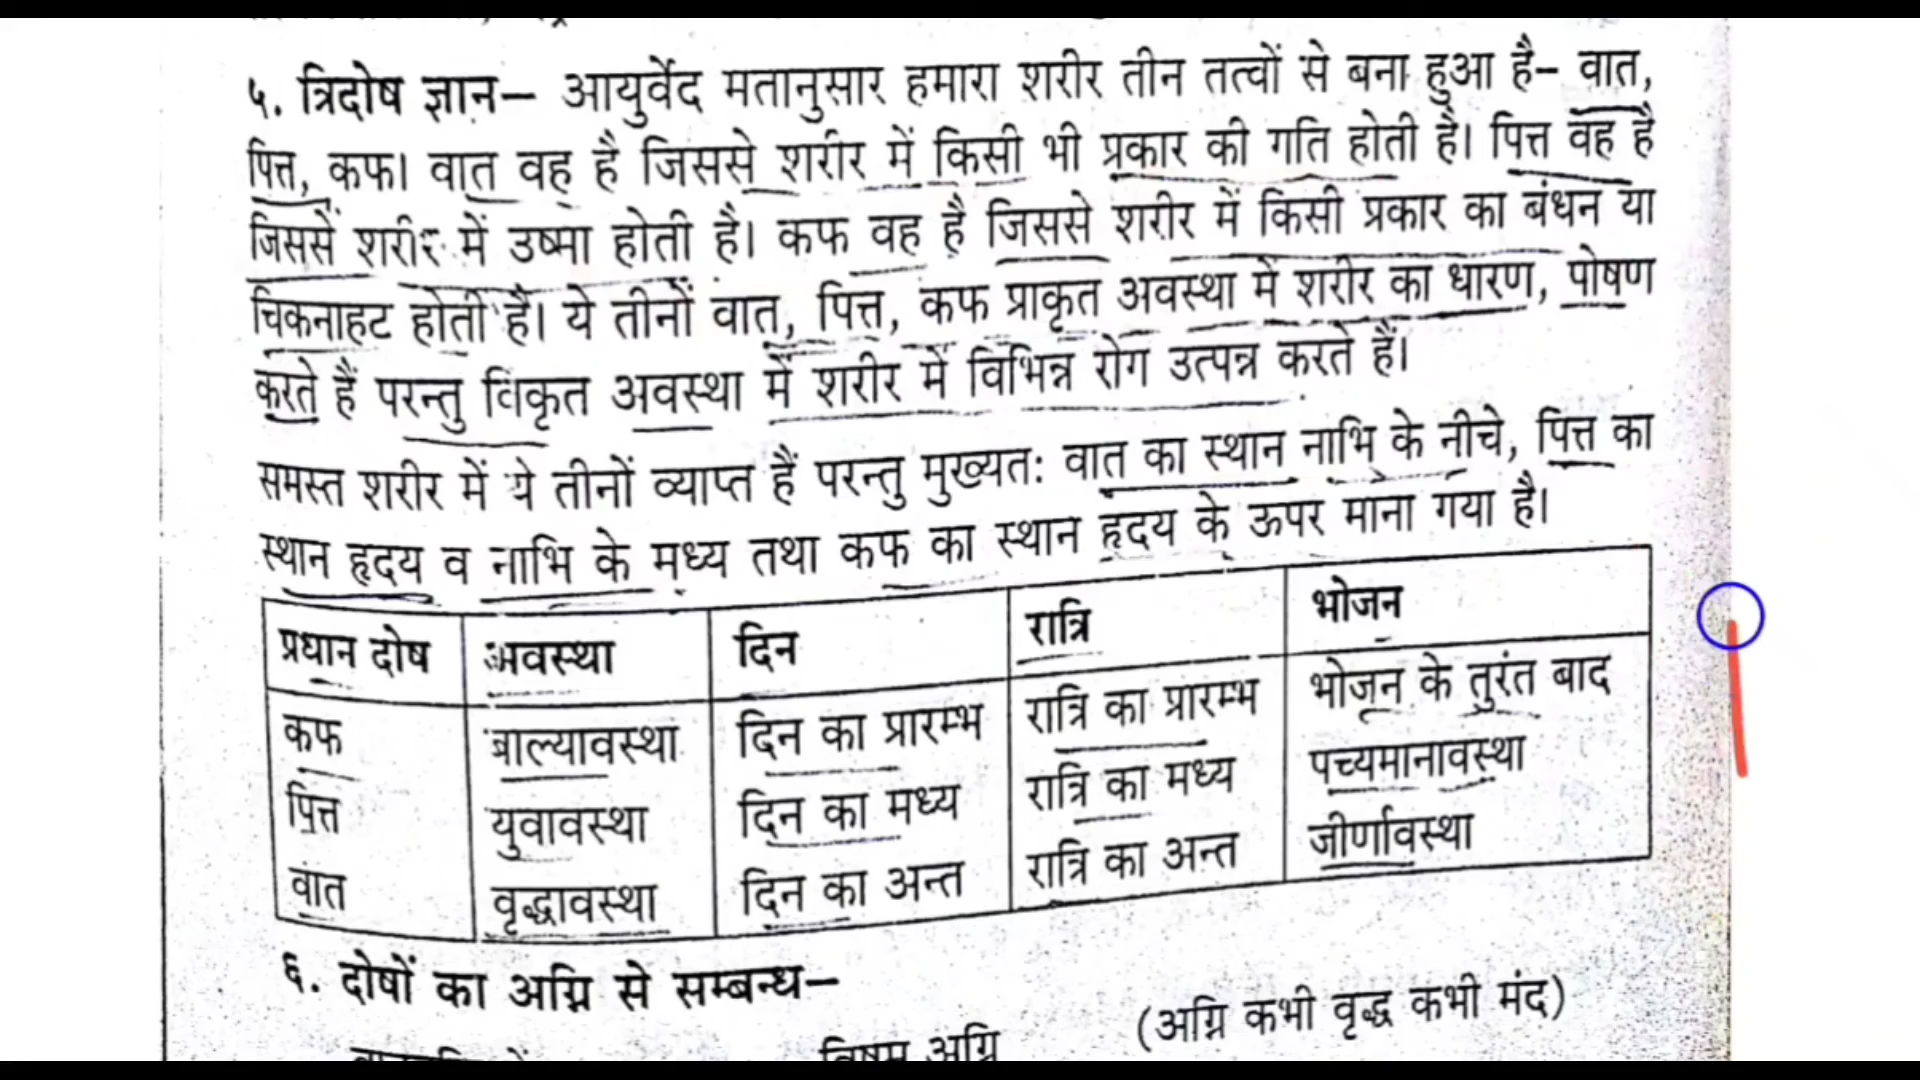 ५. त्रिदोष ज्ञान– आयुर्वेद मतानुसार हमारा शरीर तीन तत्वों से बना हुआ है– वात,
पित्त, कफ। वात वह है जिससे शरीर में किसी भी प्रकार की गति होती है। पित्त वह है
जिससें शरीर में उष्मा होती है। कफ वह है जिससे शरीर में किसी प्रकार का बंधन या
चिकनाहट होती है। ये तीनों वात, पित्त, कफ प्राकृत अवस्था में शरीर का धारण, पोषण
करते हैं परन्तु विकृत अवस्था में शरीर में विभिन्न रोग उत्पन्न करते हैं।
समस्त शरीर में ये तीनों व्याप्त हैं परन्तु मुख्यतः वात का स्थान नाभि के नीचे, पित्त का
स्थान हृदय व नाभि के मध्य तथा कफ का स्थान हृदय के ऊपर माना गया है।
प्रधान दोष अवस्था दिन रात्रि भोजन
कफ बाल्यावस्था दिन का प्रारम्भ रात्रि का प्रारम्भ भोजन के तुरंत बाद
पित्त युवावस्था दिन का मध्य रात्रि का मध्य पच्यमानावस्था
वात वृद्धावस्था दिन का अन्त रात्रि का अन्त जीर्णावस्था
६. दोषों का अग्नि से सम्बन्ध–
विषम अग्नि (अग्नि कभी वृद्ध कभी मंद)